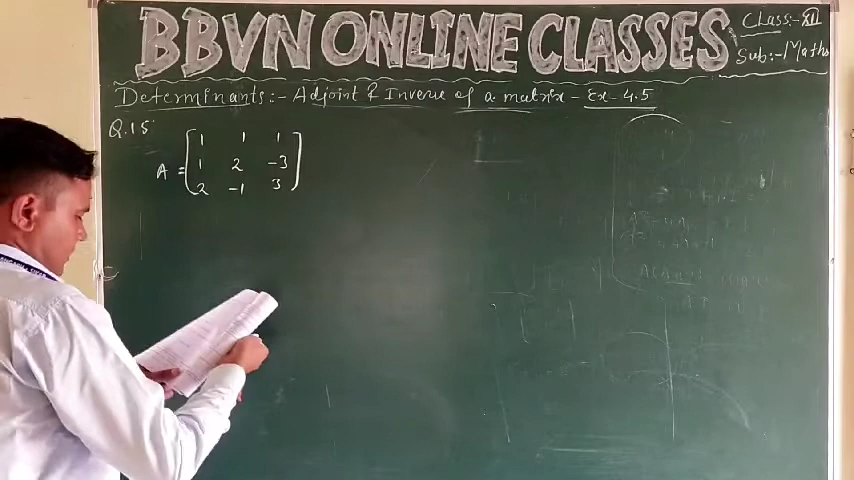 BBVN ONLINE CLASSES
Class:- XII
Sub:- Maths
Determinants:- Adjoint & Inverse of a matrix - Ex-4.5
Q.15
A = [ 1 1 1
1 2 -3
2 -1 3 ]